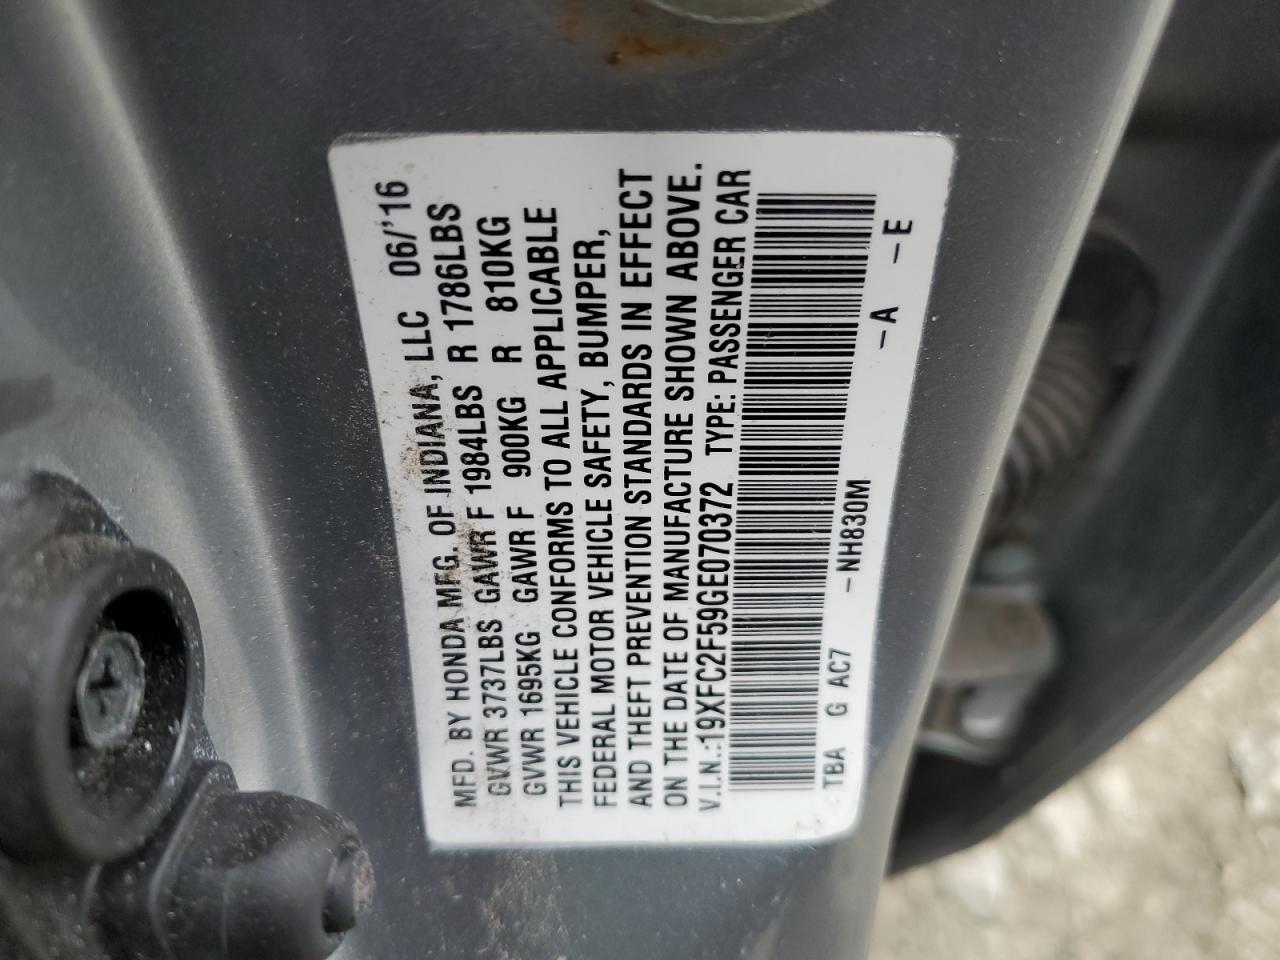 MFD. BY HONDA MFG. OF INDIANA, LLC 06/'16
GVWR 3737LBS GAWR F 1984LBS R 1786LBS
GVWR 1695KG GAWR F 900KG R 810KG
THIS VEHICLE CONFORMS TO ALL APPLICABLE
FEDERAL MOTOR VEHICLE SAFETY, BUMPER,
AND THEFT PREVENTION STANDARDS IN EFFECT
ON THE DATE OF MANUFACTURE SHOWN ABOVE.
V.I.N.:19XFC2F59GE070372 TYPE: PASSENGER CAR
TBA G AC7 -NH830M -A -E